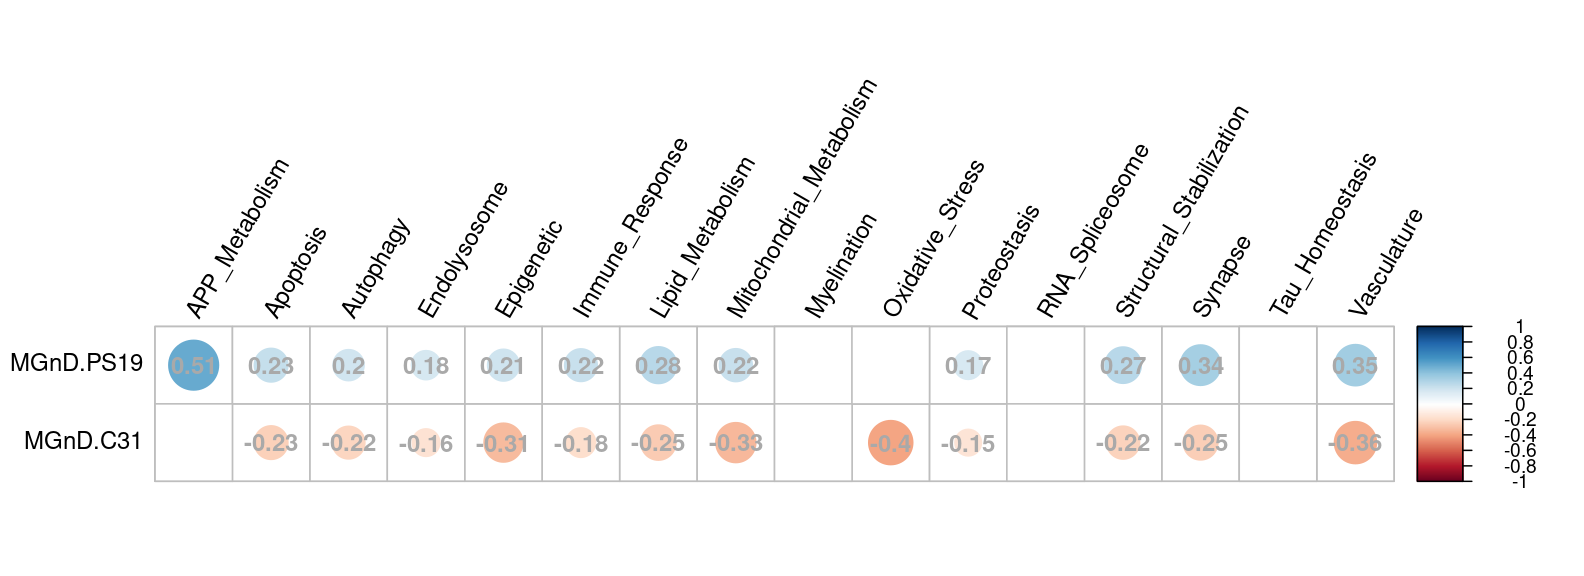 APP_Metabolism
Apoptosis
Autophagy
Endolysosome
Epigenetic
Immune_Response
Lipid_Metabolism
Mitochondrial_Metabolism
Myelination
Oxidative_Stress
Proteostasis
RNA_Spliceosome
Structural_Stabilization
Synapse
Tau_Homeostasis
Vasculature
MGnD.PS19 0.51 0.23 0.2 0.18 0.21 0.22 0.28 0.22 0.17 0.27 0.34 0.35
MGnD.C31 -0.23 -0.22 -0.16 -0.31 -0.18 -0.25 -0.33 -0.4 -0.15 -0.22 -0.25 -0.36
1
0.8
0.6
0.4
0.2
0
-0.2
-0.4
-0.6
-0.8
-1